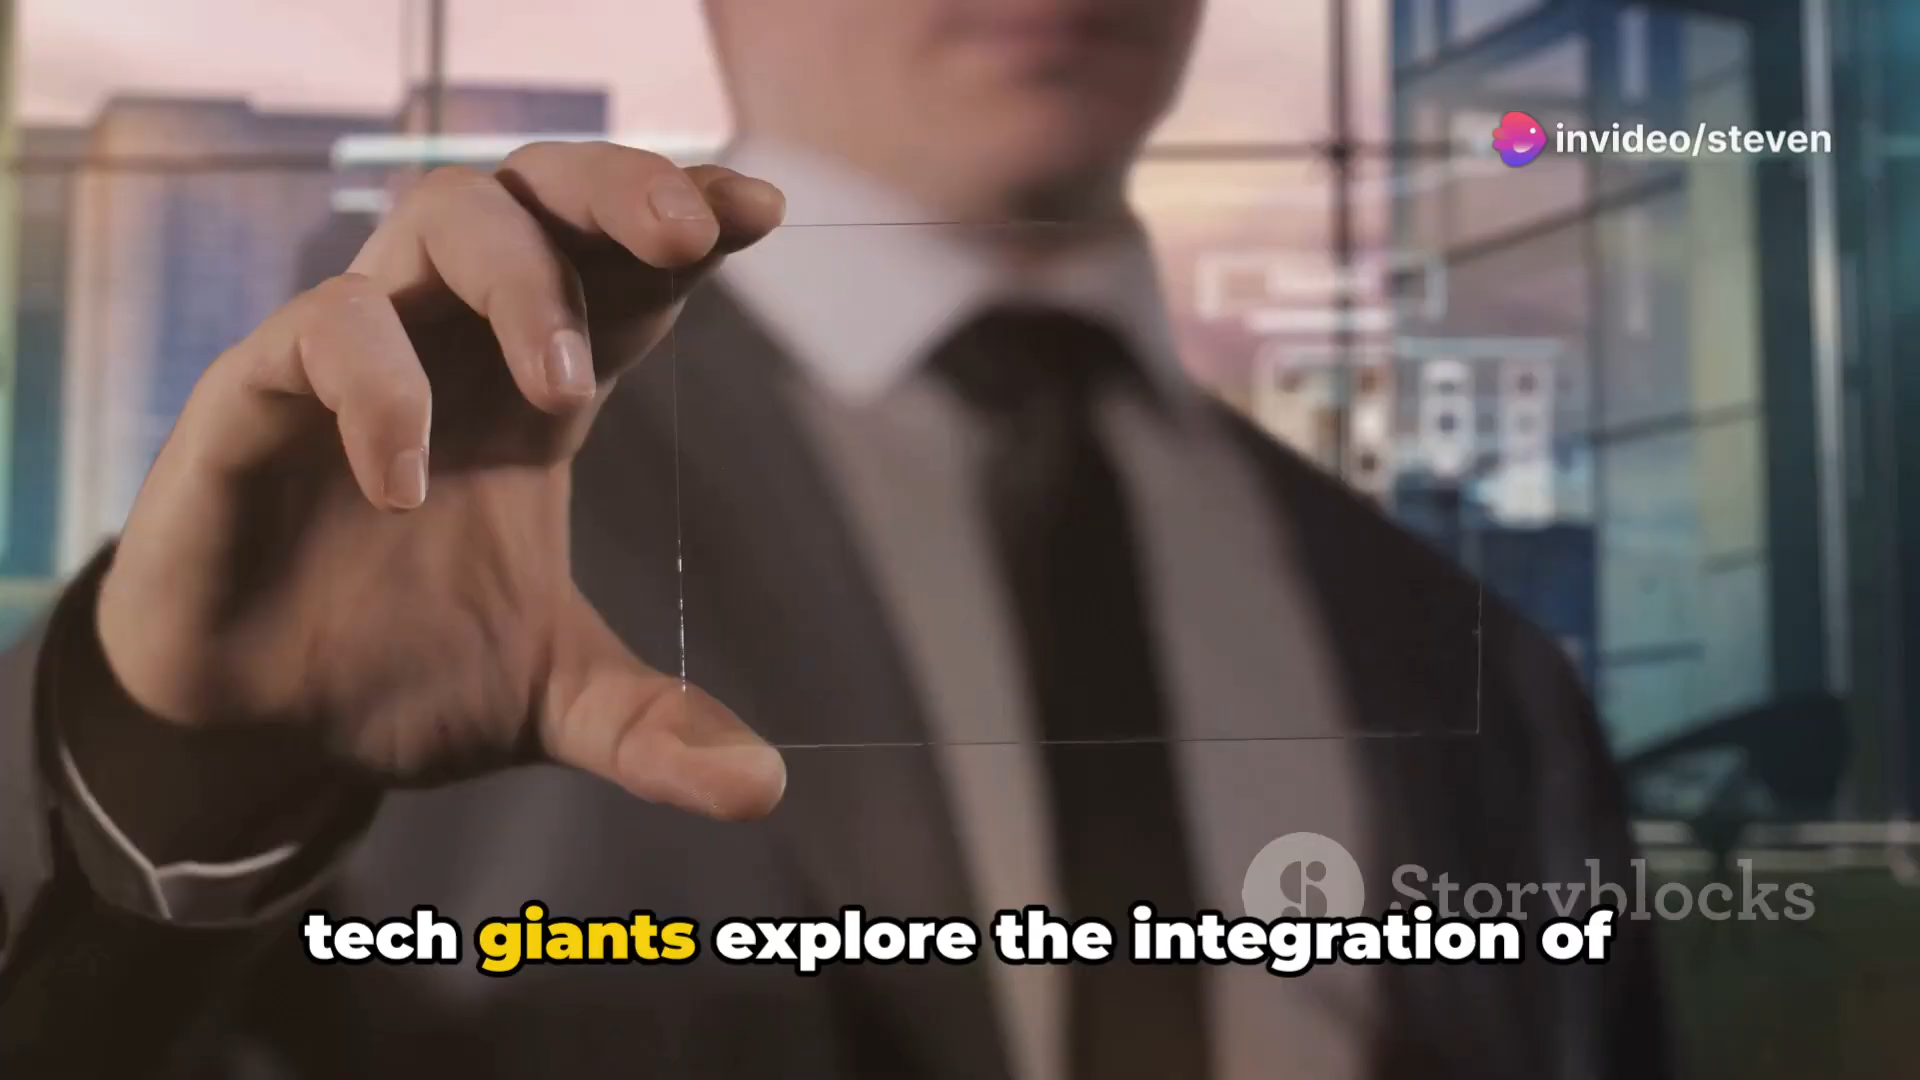 invideo/steven
Storyblocks
tech giants explore the integration of